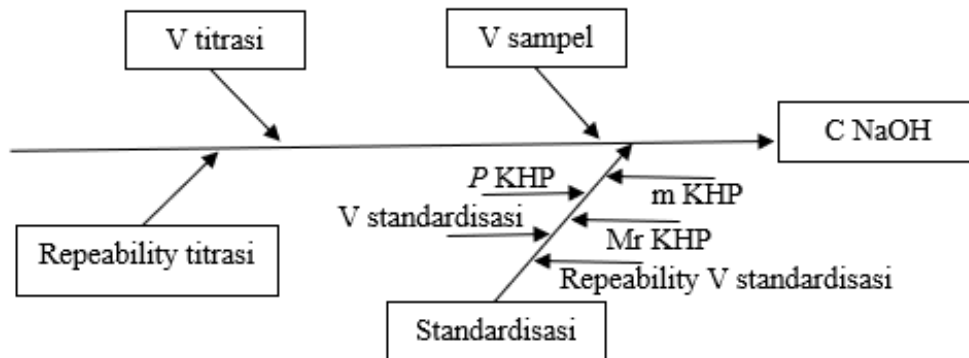 V titrasi
V sampel
C NaOH
P KHP
m KHP
V standardisasi
Mr KHP
Repeability titrasi
Repeability V standardisasi
Standardisasi